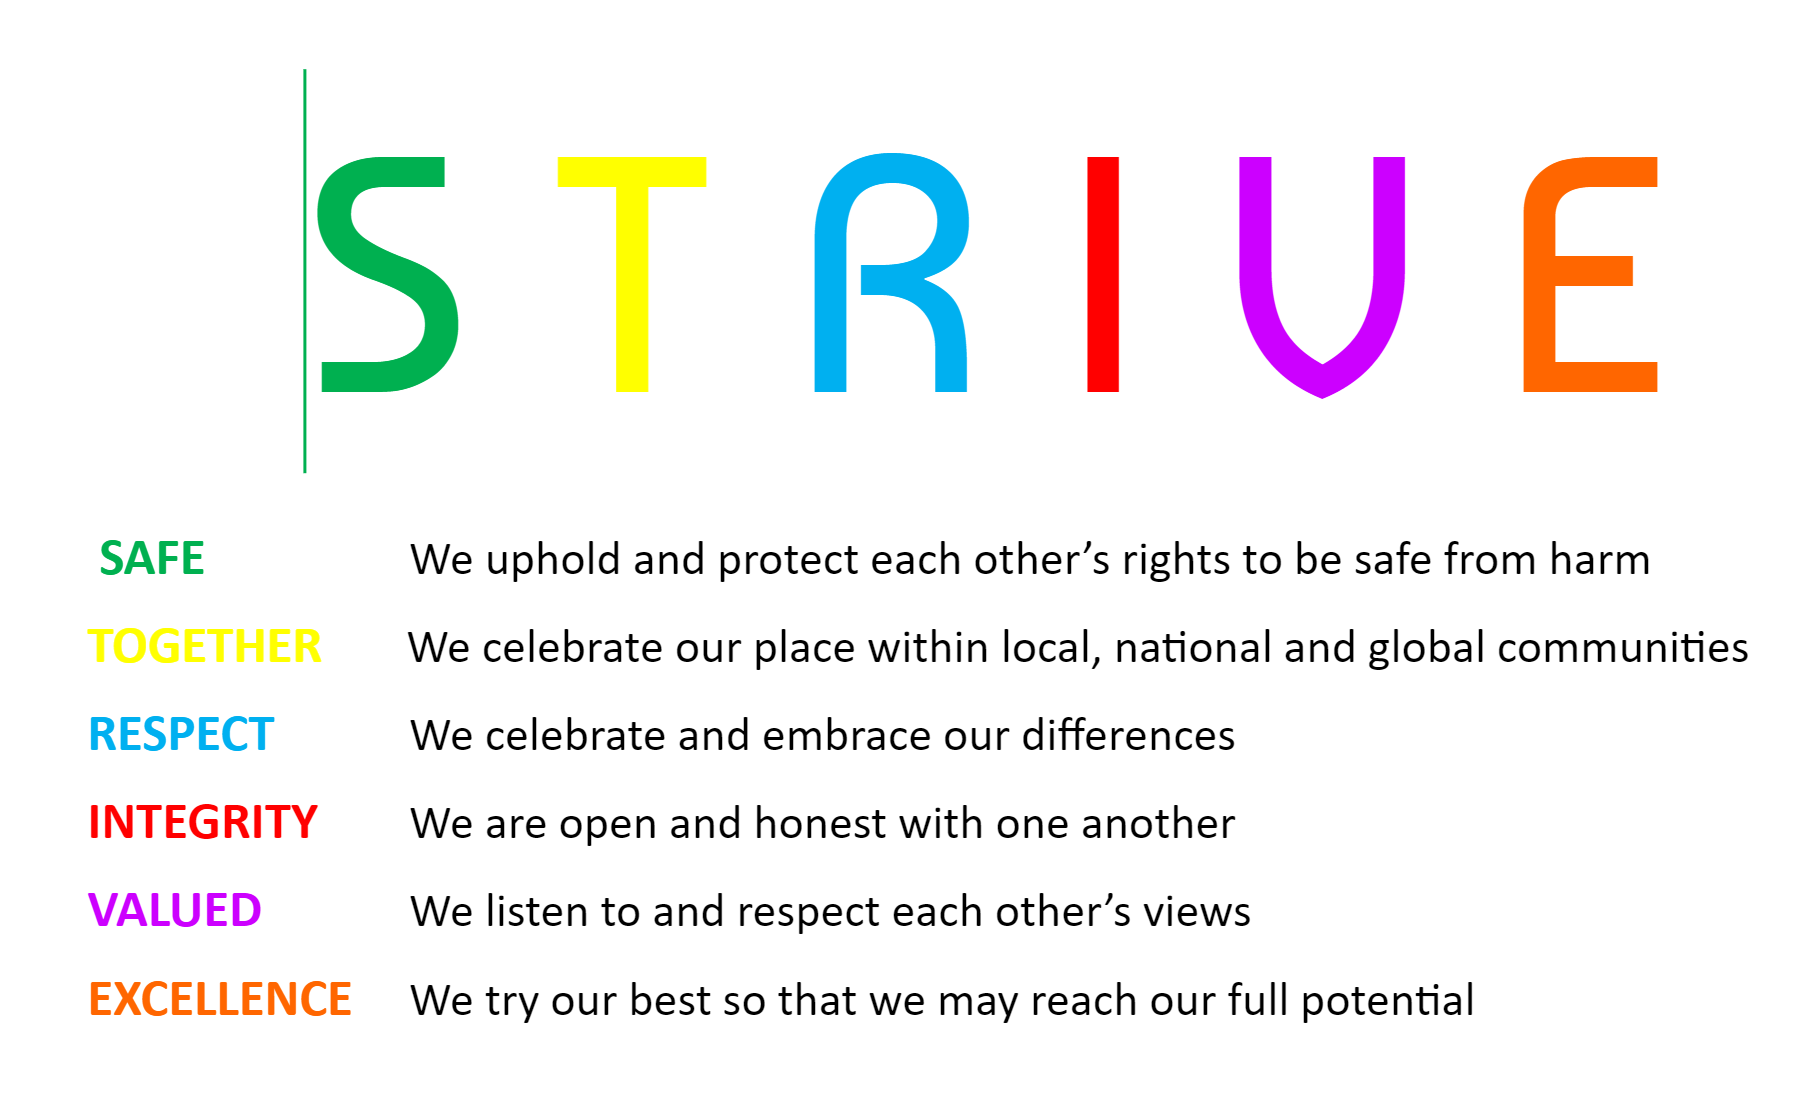 STRIVE
SAFE We uphold and protect each other’s rights to be safe from harm
TOGETHER We celebrate our place within local, national and global communities
RESPECT We celebrate and embrace our differences
INTEGRITY We are open and honest with one another
VALUED We listen to and respect each other’s views
EXCELLENCE We try our best so that we may reach our full potential